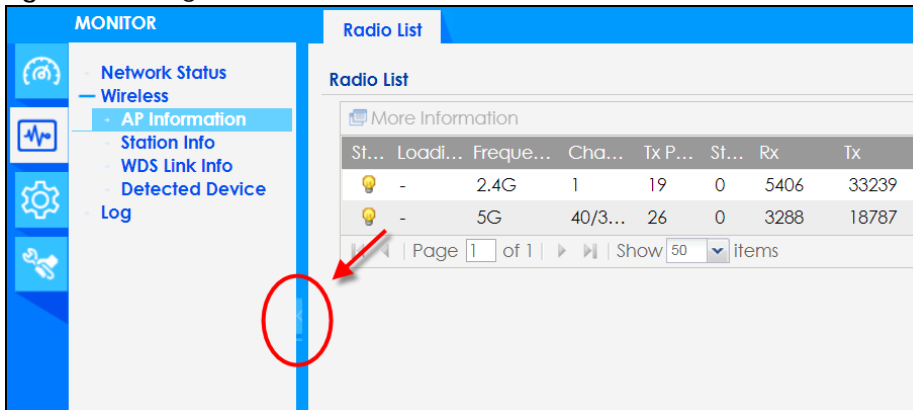 MONITOR
Network Status
Wireless
AP Information
Station Info
WDS Link Info
Detected Device
Log
Radio List
Radio List
More Information
St... Loadi... Freque... Cha... Tx P... St... Rx Tx
- 2.4G 1 19 0 5406 33239
- 5G 40/3... 26 0 3288 18787
Page 1 of 1 Show 50 items